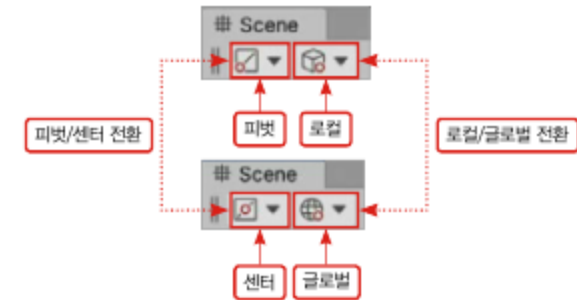 Scene
피벗
로컬
피벗/센터 전환
로컬/글로벌 전환
Scene
센터
글로벌